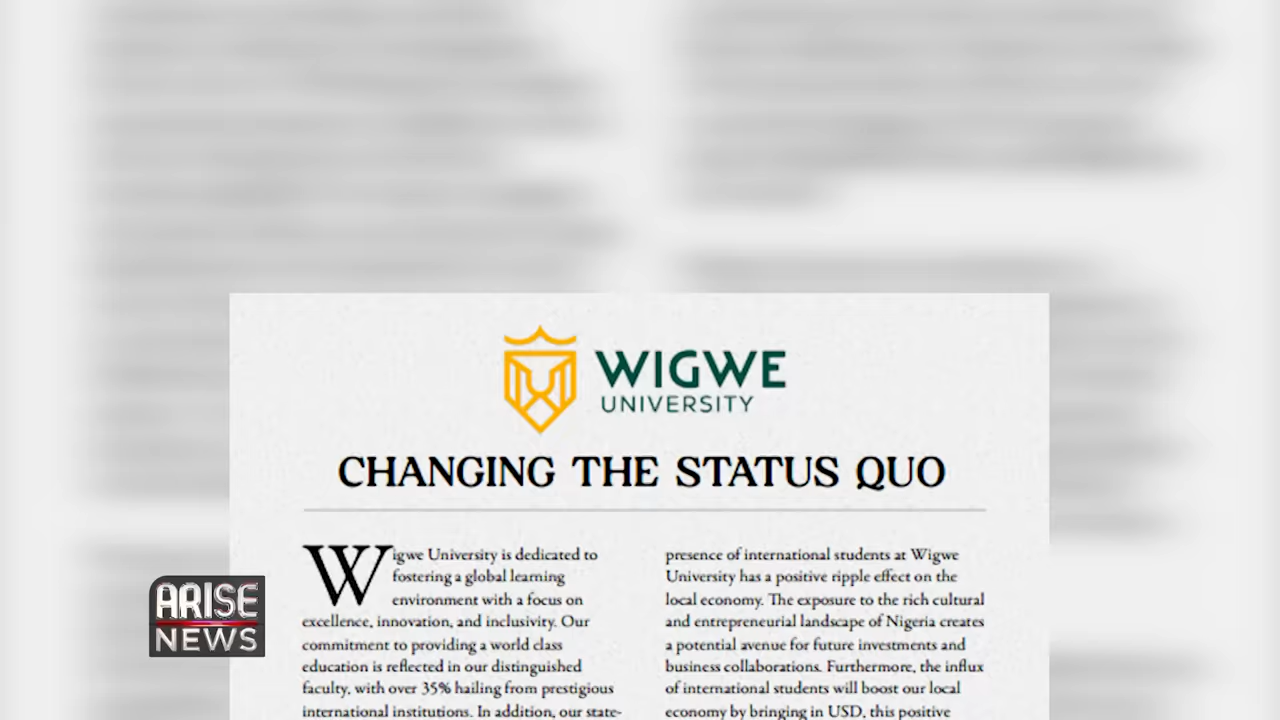 WIGWE
UNIVERSITY
CHANGING THE STATUS QUO
Wigwe University is dedicated to
fostering a global learning
environment with a focus on
excellence, innovation, and inclusivity. Our
commitment to providing a world class
education is reflected in our distinguished
faculty, with over 35% hailing from prestigious
international institutions. In addition, our state-
presence of international students at Wigwe
University has a positive ripple effect on the
local economy. The exposure to the rich cultural
and entrepreneurial landscape of Nigeria creates
a potential avenue for future investments and
business collaborations. Furthermore, the influx
of international students will boost our local
economy by bringing in USD, this positive
ARISE
NEWS